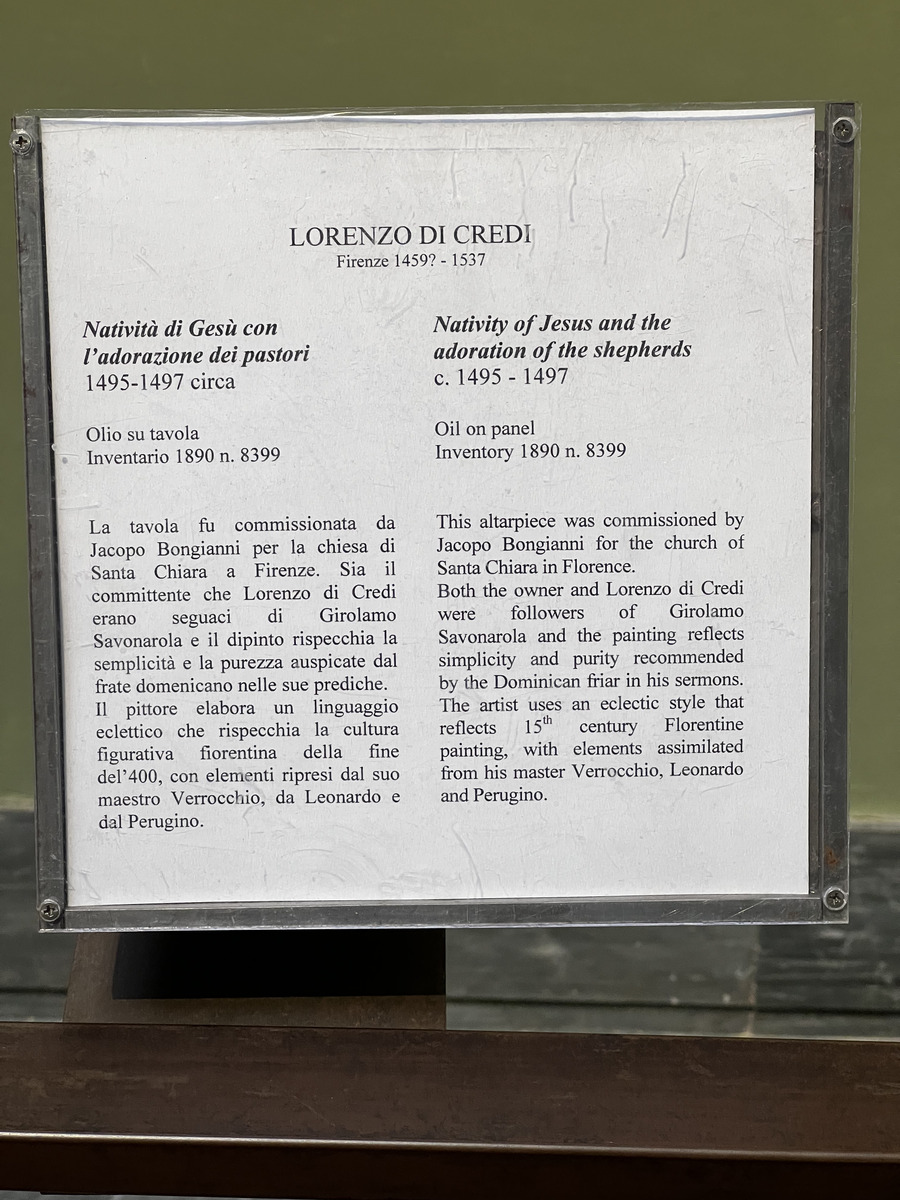 LORENZO DI CREDI
Firenze 1459? - 1537
Natività di Gesù con
l'adorazione dei pastori
1495-1497 circa
Olio su tavola
Inventario 1890 n. 8399
La tavola fu commissionata da
Jacopo Bongianni per la chiesa di
Santa Chiara a Firenze. Sia il
committente che Lorenzo di Credi
erano seguaci di Girolamo
Savonarola e il dipinto rispecchia la
semplicità e la purezza auspicate dal
frate domenicano nelle sue prediche.
Il pittore elabora un linguaggio
eclettico che rispecchia la cultura
figurativa fiorentina della fine
del'400, con elementi ripresi dal suo
maestro Verrocchio, da Leonardo e
dal Perugino.
Nativity of Jesus and the
adoration of the shepherds
c. 1495 - 1497
Oil on panel
Inventory 1890 n. 8399
This altarpiece was commissioned by
Jacopo Bongianni for the church of
Santa Chiara in Florence.
Both the owner and Lorenzo di Credi
were followers of Girolamo
Savonarola and the painting reflects
simplicity and purity recommended
by the Dominican friar in his sermons.
The artist uses an eclectic style that
reflects 15th century Florentine
painting, with elements assimilated
from his master Verrocchio, Leonardo
and Perugino.